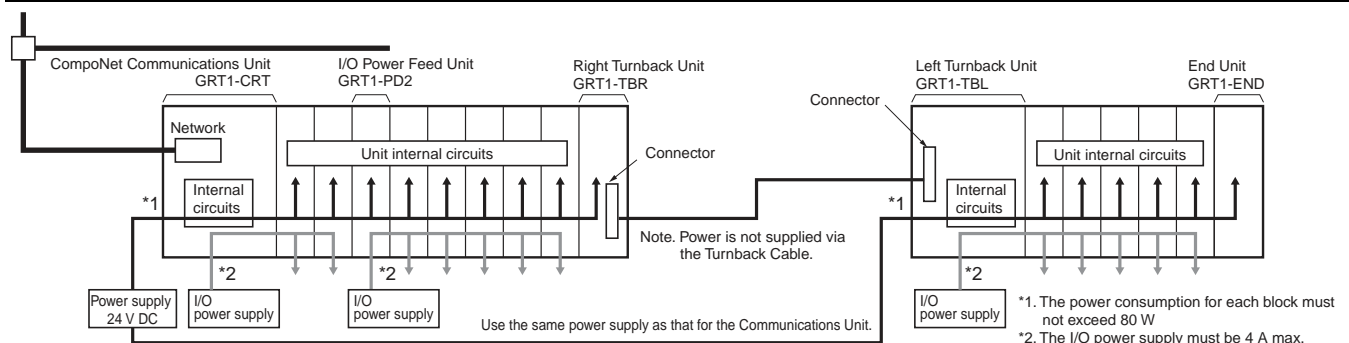 CompoNet Communications Unit
GRT1-CRT
I/O Power Feed Unit
GRT1-PD2
Right Turnback Unit
GRT1-TBR
Left Turnback Unit
GRT1-TBL
End Unit
GRT1-END
Connector
Network
Unit internal circuits
Connector
Unit internal circuits
Internal
circuits
*1
Internal
circuits
*1
Note. Power is not supplied via
the Turnback Cable.
*2
*2
*2
Power supply
24 V DC
I/O
power supply
I/O
power supply
Use the same power supply as that for the Communications Unit.
I/O
power supply
*1. The power consumption for each block must
not exceed 80 W
*2. The I/O power supply must be 4 A max.